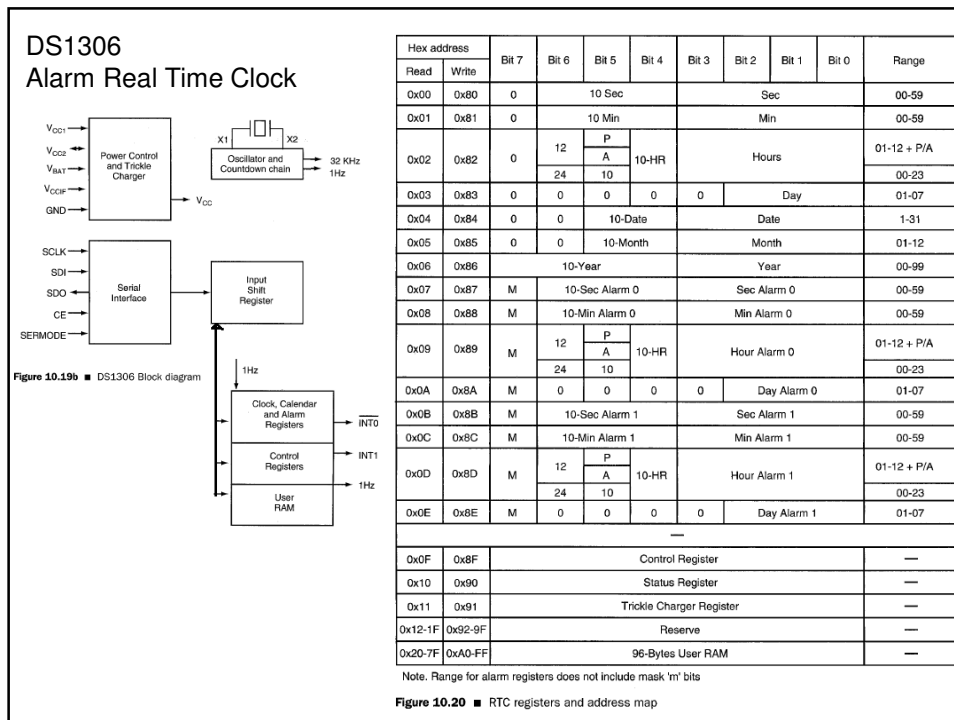 DS1306
Alarm Real Time Clock
V_CC1
V_CC2
V_BAT
V_CCIF
GND
Power Control
and Trickle
Charger
V_CC
X1 X2
Oscillator and
Countdown chain
32 KHz
1Hz
SCLK
SDI
SDO
CE
SERMODE
Serial
Interface
Input
Shift
Register
Figure 10.19b ■ DS1306 Block diagram
1Hz
Clock, Calendar
and Alarm
Registers
INT0
Control
Registers
INT1
1Hz
User
RAM
Hex address Bit 7 Bit 6 Bit 5 Bit 4 Bit 3 Bit 2 Bit 1 Bit 0 Range
Read Write
0x00 0x80 0 10 Sec Sec 00-59
0x01 0x81 0 10 Min Min 00-59
0x02 0x82 0 12 P A 10-HR Hours 01-12 + P/A
24 10 00-23
0x03 0x83 0 0 0 0 0 Day 01-07
0x04 0x84 0 0 10-Date Date 1-31
0x05 0x85 0 0 10-Month Month 01-12
0x06 0x86 10-Year Year 00-99
0x07 0x87 M 10-Sec Alarm 0 Sec Alarm 0 00-59
0x08 0x88 M 10-Min Alarm 0 Min Alarm 0 00-59
0x09 0x89 M 12 P A 10-HR Hour Alarm 0 01-12 + P/A
24 10 00-23
0x0A 0x8A M 0 0 0 0 Day Alarm 0 01-07
0x0B 0x8B M 10-Sec Alarm 1 Sec Alarm 1 00-59
0x0C 0x8C M 10-Min Alarm 1 Min Alarm 1 00-59
0x0D 0x8D M 12 P A 10-HR Hour Alarm 1 01-12 + P/A
24 10 00-23
0x0E 0x8E M 0 0 0 0 Day Alarm 1 01-07
—
0x0F 0x8F Control Register —
0x10 0x90 Status Register —
0x11 0x91 Trickle Charger Register —
0x12-1F 0x92-9F Reserve —
0x20-7F 0xA0-FF 96-Bytes User RAM —
Note. Range for alarm registers does not include mask 'm' bits
Figure 10.20 ■ RTC registers and address map